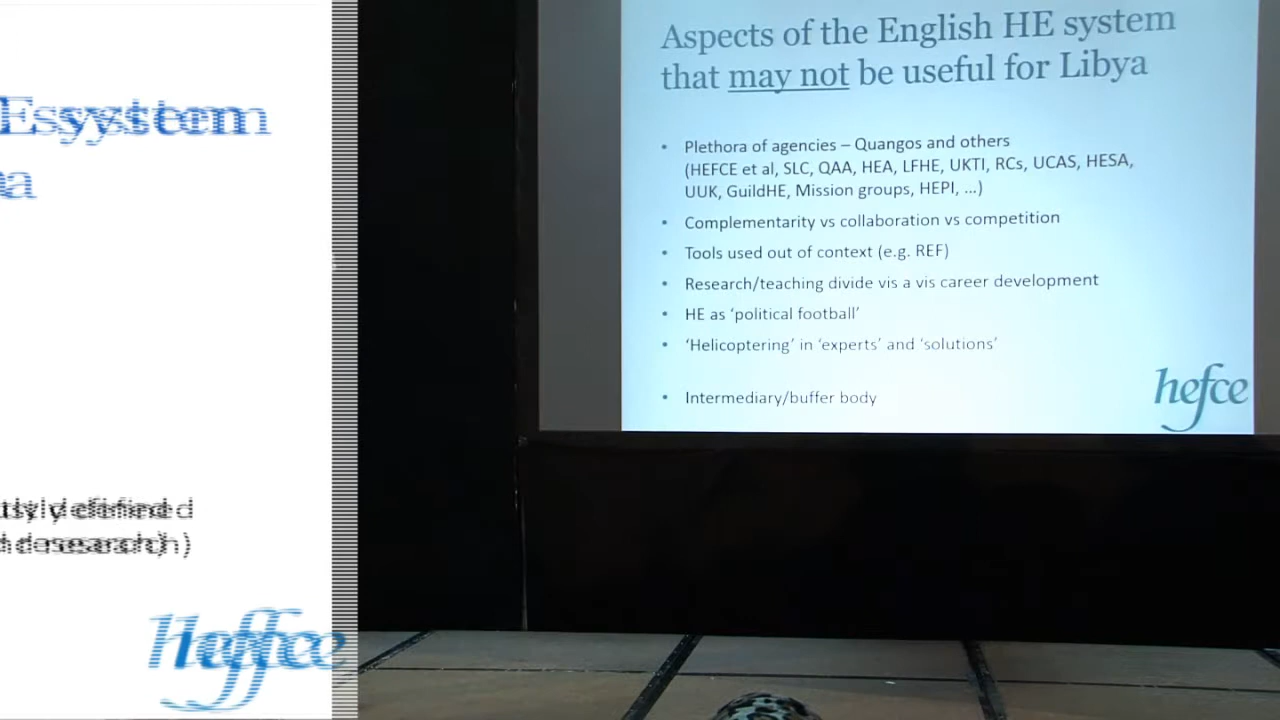 Esystem
Aspects of the English HE system
that may not be useful for Libya
• Plethora of agencies – Quangos and others
(HEFCE et al, SLC, QAA, HEA, LFHE, UKTI, RCs, UCAS, HESA,
UUK, GuildHE, Mission groups, HEPI, ...)
• Complementarity vs collaboration vs competition
• Tools used out of context (e.g. REF)
• Research/teaching divide vis a vis career development
• HE as ‘political football’
• ‘Helicoptering’ in ‘experts’ and ‘solutions’
• Intermediary/buffer body
hefce